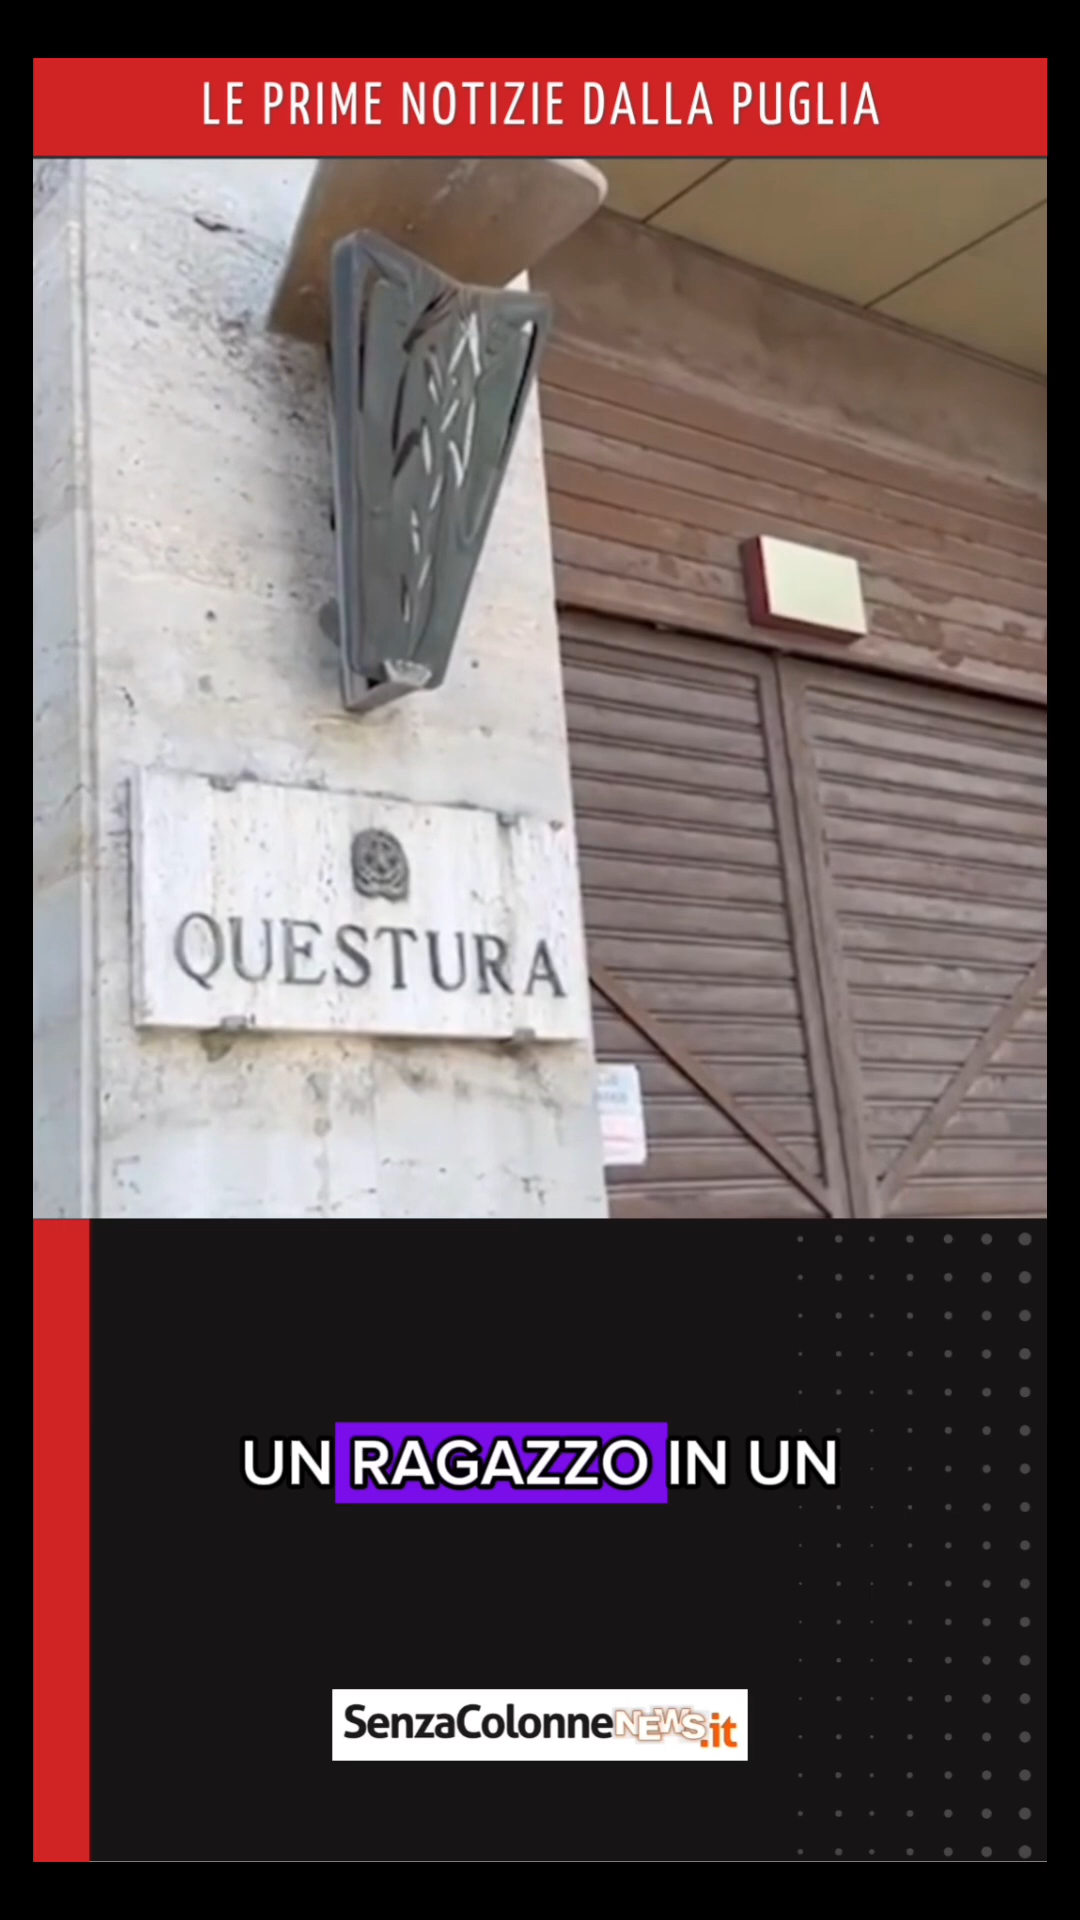 LE PRIME NOTIZIE DALLA PUGLIA
QUESTURA
UN RAGAZZO IN UN
SenzaColonneNEWS.it